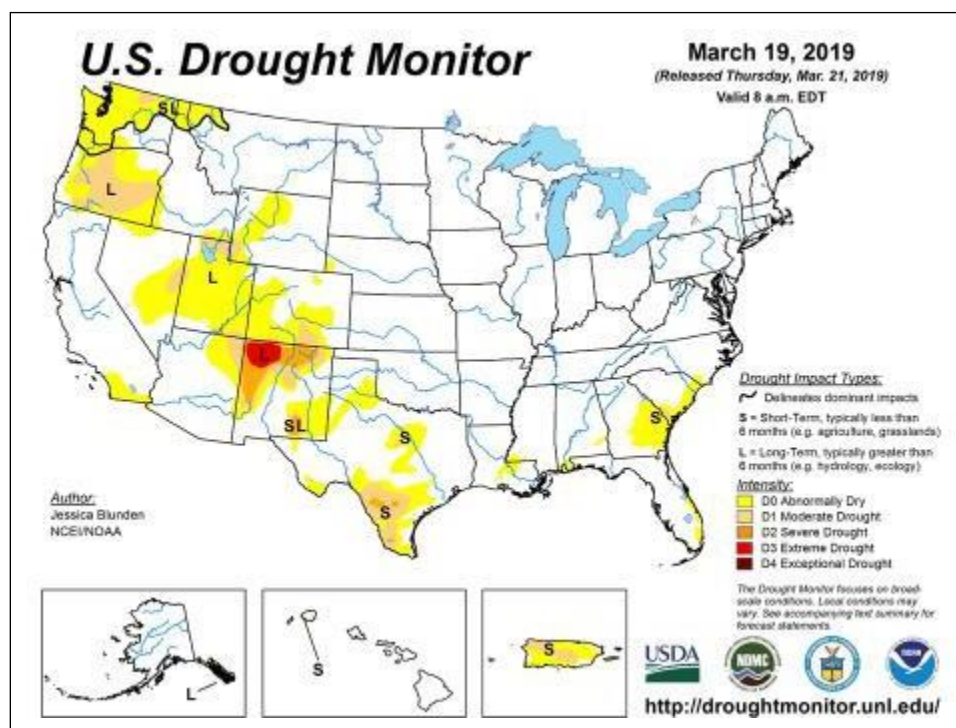 U.S. Drought Monitor
March 19, 2019
(Released Thursday, Mar. 21, 2019)
Valid 8 a.m. EDT
SL
L
L
L
SL
S
S
S
Drought Impact Types:
Delineates dominant impacts
S = Short-Term, typically less than
6 months (e.g. agriculture, grasslands)
L = Long-Term, typically greater than
6 months (e.g. hydrology, ecology)
Intensity:
D0 Abnormally Dry
D1 Moderate Drought
D2 Severe Drought
D3 Extreme Drought
D4 Exceptional Drought
Author:
Jessica Blunden
NCEI/NOAA
The Drought Monitor focuses on broad-
scale conditions. Local conditions may
vary. See accompanying text summary for
forecast statements.
L
S
S
USDA
NDMC
http://droughtmonitor.unl.edu/